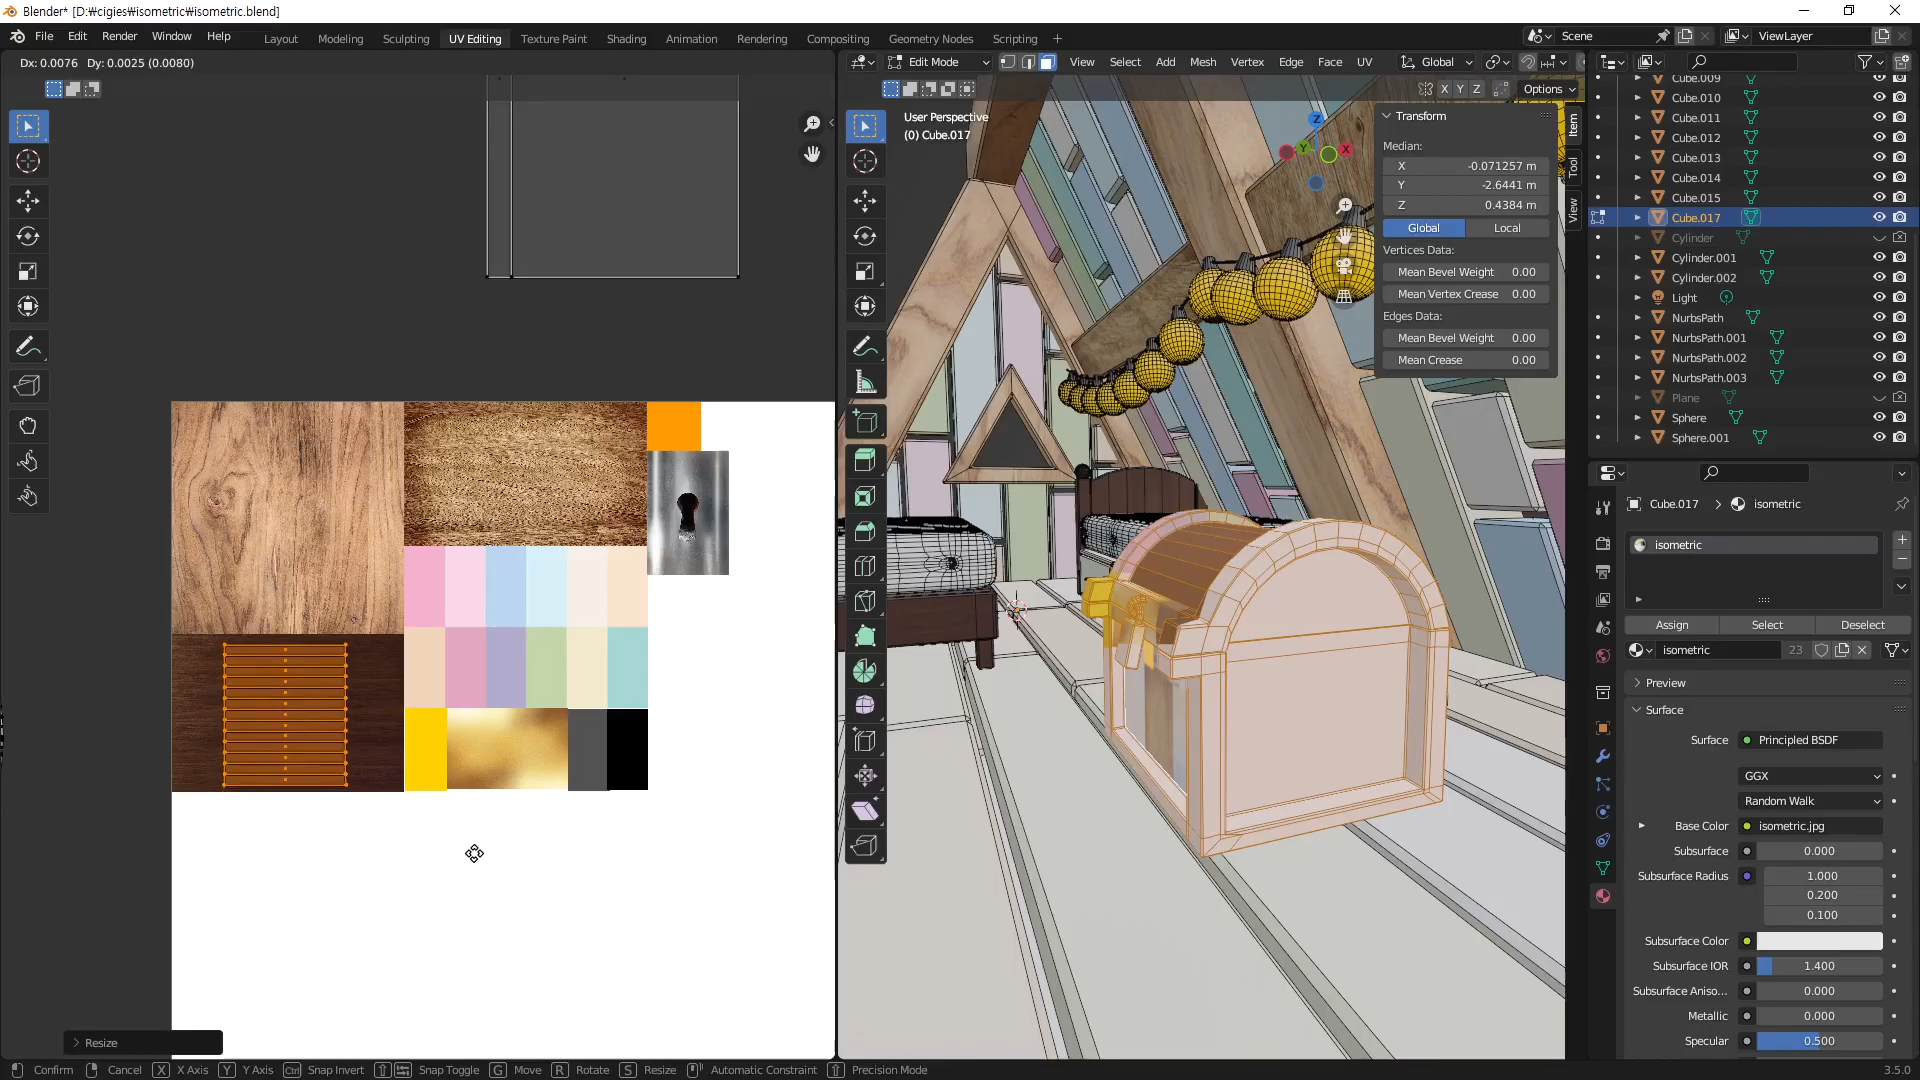 Blender* [D:₩cigies₩isometric₩isometric.blend]
File Edit Render Window Help Layout Modeling Sculpting UV Editing Texture Paint Shading Animation Rendering Compositing Geometry Nodes Scripting + Scene ViewLayer
Dx: 0.0076 Dy: 0.0025 (0.0080)
Edit Mode View Select Add Mesh Vertex Edge Face UV Global
X Y Z Options
User Perspective
(0) Cube.017
Z
Y
X
Transform
Median:
X -0.071257 m
Y -2.6441 m
Z 0.4384 m
Global Local
Vertices Data:
Mean Bevel Weight 0.00
Mean Vertex Crease 0.00
Edges Data:
Mean Bevel Weight 0.00
Mean Crease 0.00
Item
Tool
View
Cube.009
Cube.010
Cube.011
Cube.012
Cube.013
Cube.014
Cube.015
Cube.017
Cylinder
Cylinder.001
Cylinder.002
Light
NurbsPath
NurbsPath.001
NurbsPath.002
NurbsPath.003
Plane
Sphere
Sphere.001
Cube.017 isometric
isometric
Assign Select Deselect
isometric 23
Preview
Surface
Surface Principled BSDF
GGX
Random Walk
Base Color isometric.jpg
Subsurface 0.000
Subsurface Radius 1.000
0.200
0.100
Subsurface Color
Subsurface IOR 1.400
Subsurface Aniso... 0.000
Metallic 0.000
Specular 0.500
Resize
Confirm Cancel X X Axis Y Y Axis Ctrl Snap Invert Snap Toggle G Move R Rotate S Resize Automatic Constraint Precision Mode 3.5.0